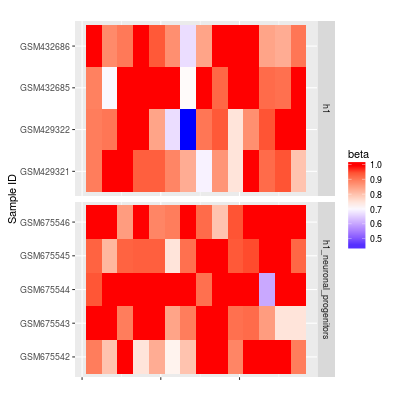 GSM432686
GSM432685
GSM429322
GSM429321
h1
GSM675546
GSM675545
GSM675544
GSM675543
GSM675542
h1_neuronal_progenitors
Sample ID
beta
1.0
0.9
0.8
0.7
0.6
0.5